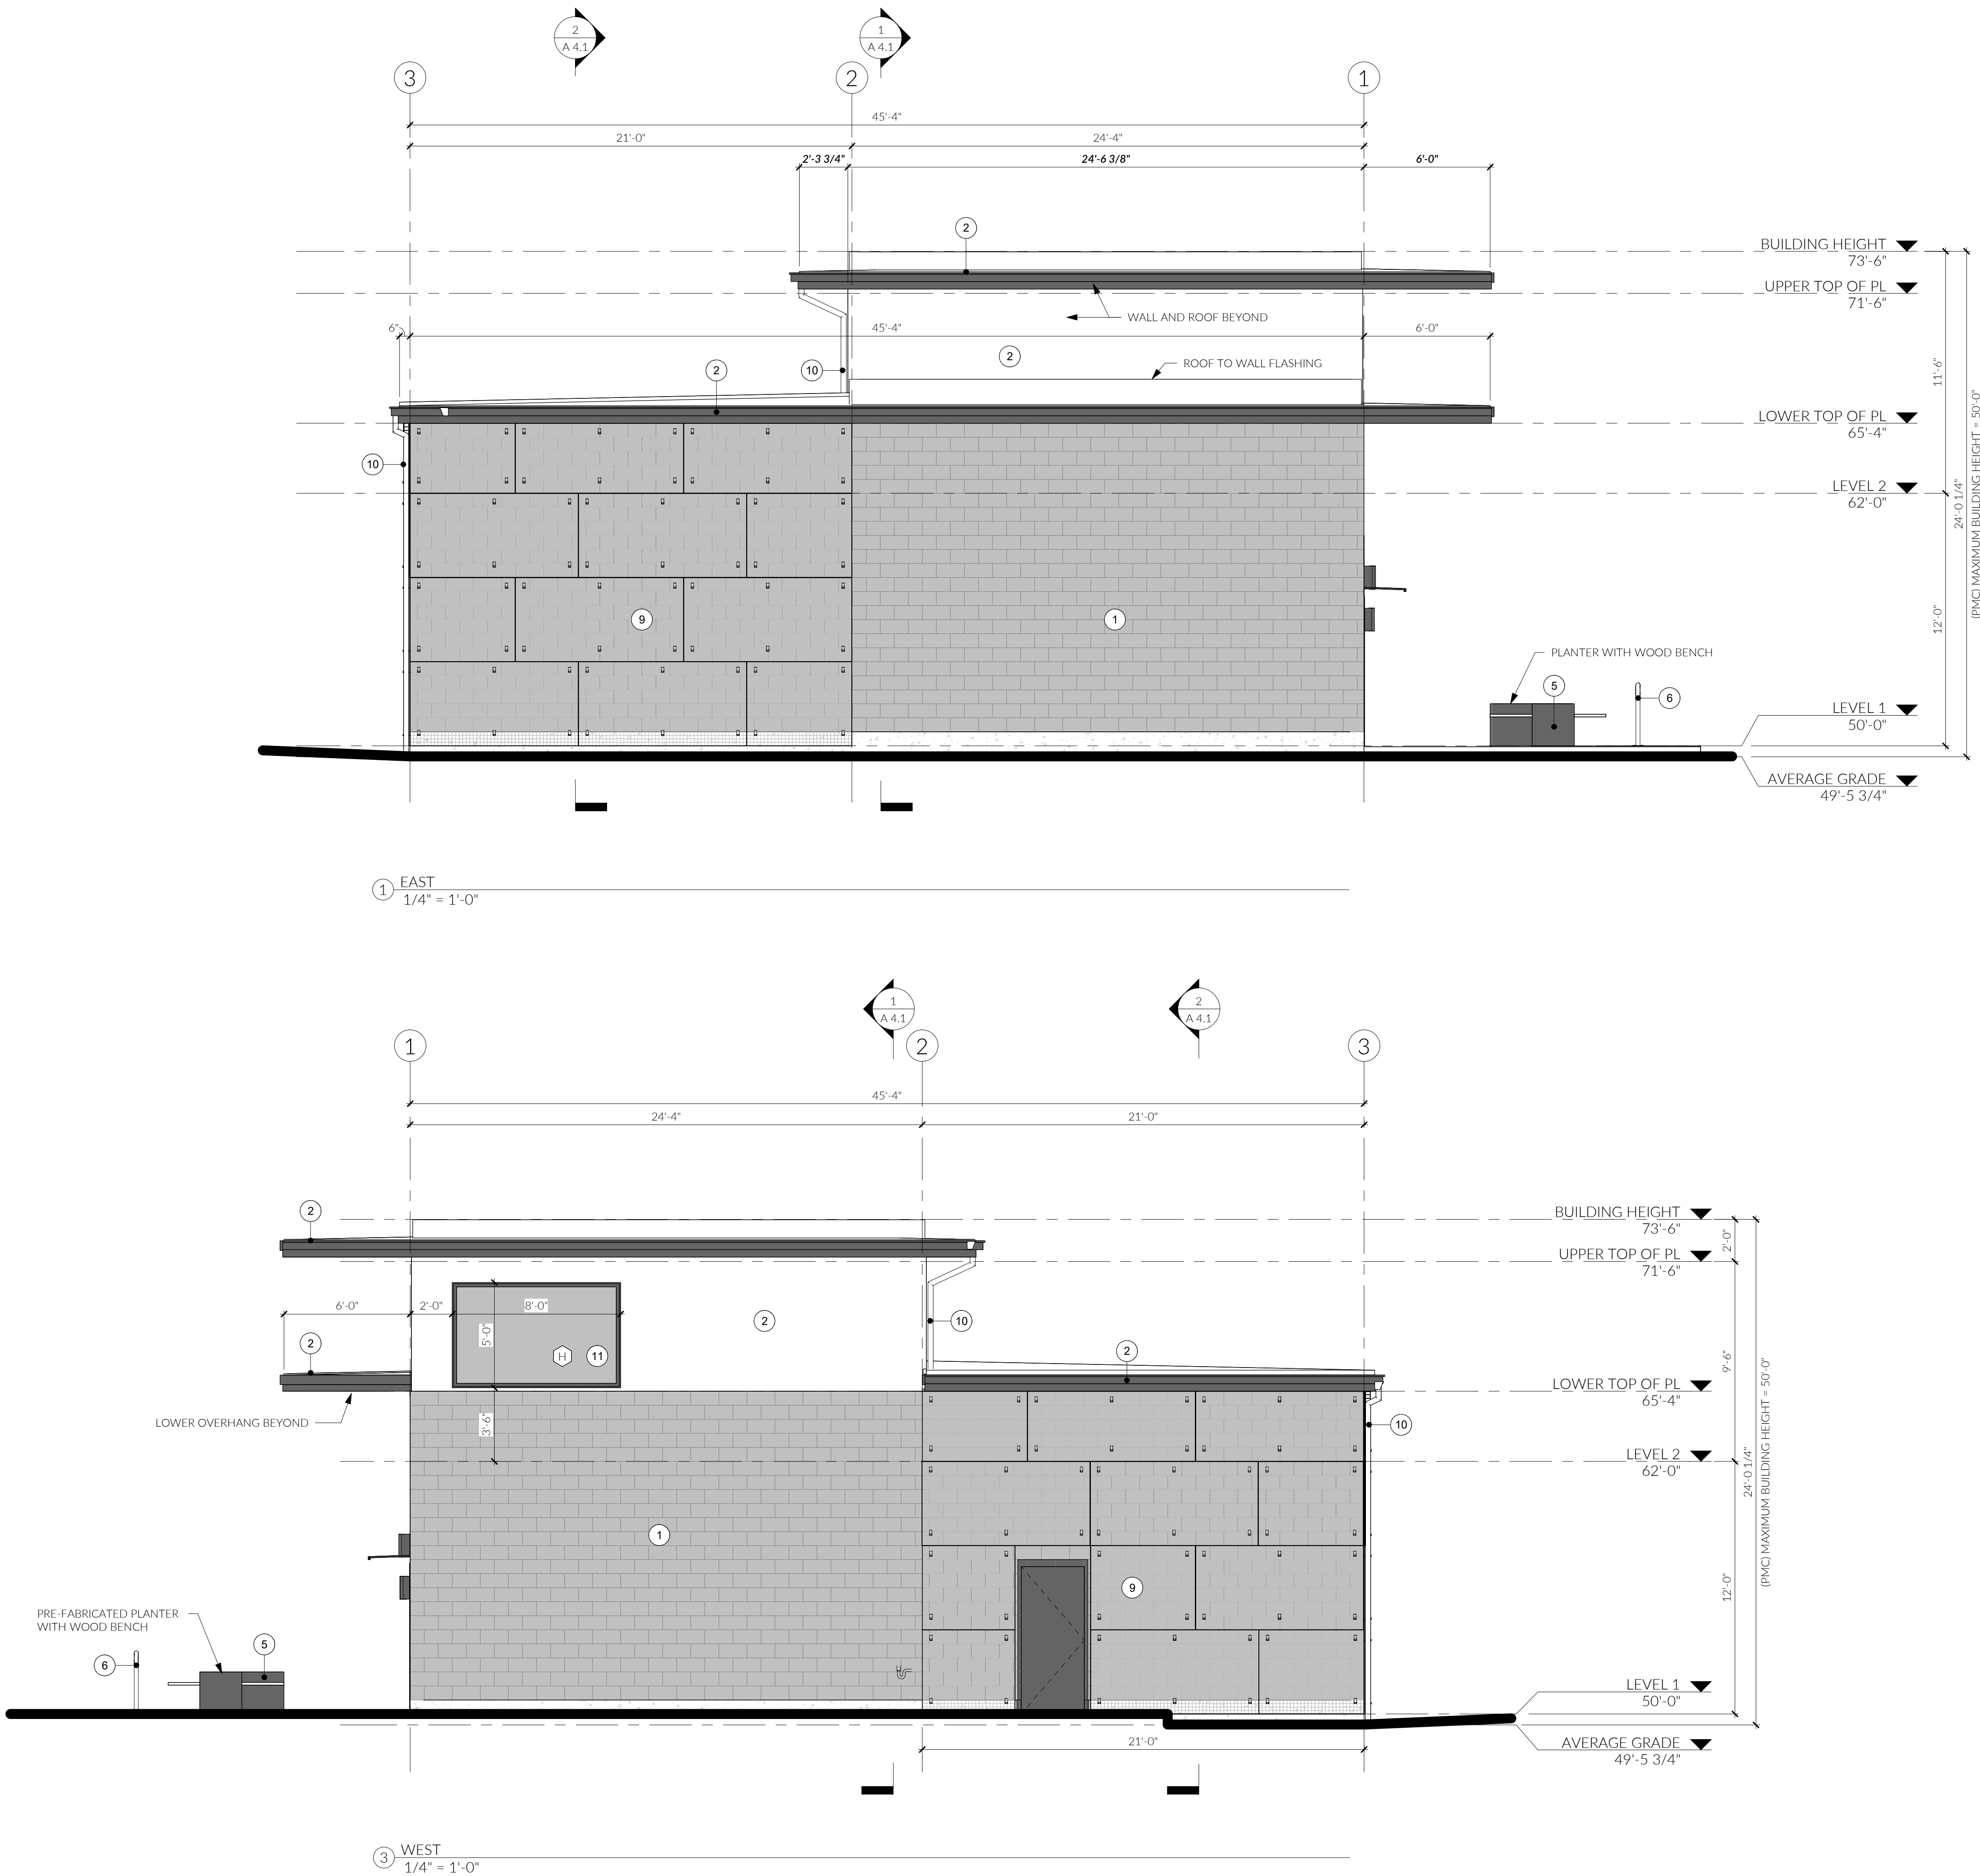 2
A 4.1
1
A 4.1
3
2
1
45'-4"
21'-0"
24'-4"
2'-3 3/4"
24'-6 3/8"
6'-0"
2
BUILDING HEIGHT
73'-6"
UPPER TOP OF PL
71'-6"
WALL AND ROOF BEYOND
6"
45'-4"
6'-0"
2
ROOF TO WALL FLASHING
10
2
11'-6"
LOWER TOP OF PL
65'-4"
10
LEVEL 2
62'-0"
24'-0 1/4"
(PMC) MAXIMUM BUILDING HEIGHT = 50'-0"
9
1
12'-0"
PLANTER WITH WOOD BENCH
5
6
LEVEL 1
50'-0"
AVERAGE GRADE
49'-5 3/4"
1
EAST
1/4" = 1'-0"
1
A 4.1
2
A 4.1
1
2
3
45'-4"
24'-4"
21'-0"
2
BUILDING HEIGHT
73'-6"
2'-0"
UPPER TOP OF PL
71'-6"
6'-0"
2'-0"
8'-0"
5'-0"
2
10
2
H
11
2
9'-6"
LOWER TOP OF PL
65'-4"
LOWER OVERHANG BEYOND
3'-6"
10
LEVEL 2
62'-0"
24'-0 1/4"
(PMC) MAXIMUM BUILDING HEIGHT = 50'-0"
1
9
12'-0"
PRE-FABRICATED PLANTER
WITH WOOD BENCH
5
6
LEVEL 1
50'-0"
21'-0"
AVERAGE GRADE
49'-5 3/4"
3
WEST
1/4" = 1'-0"